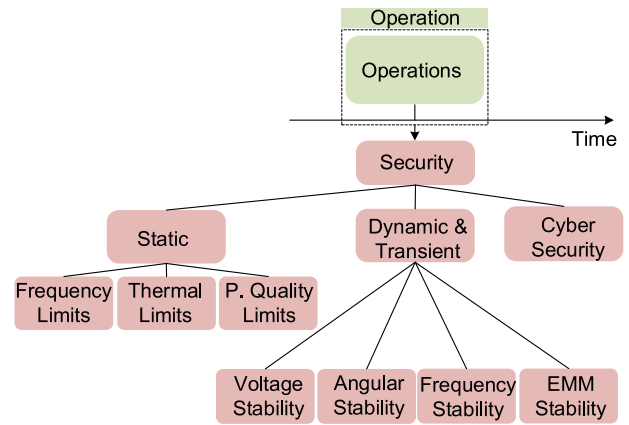 Operation
Operations
Time
Security
Static
Dynamic &
Transient
Cyber
Security
Frequency
Limits
Thermal
Limits
P. Quality
Limits
Voltage
Stability
Angular
Stability
Frequency
Stability
EMM
Stability